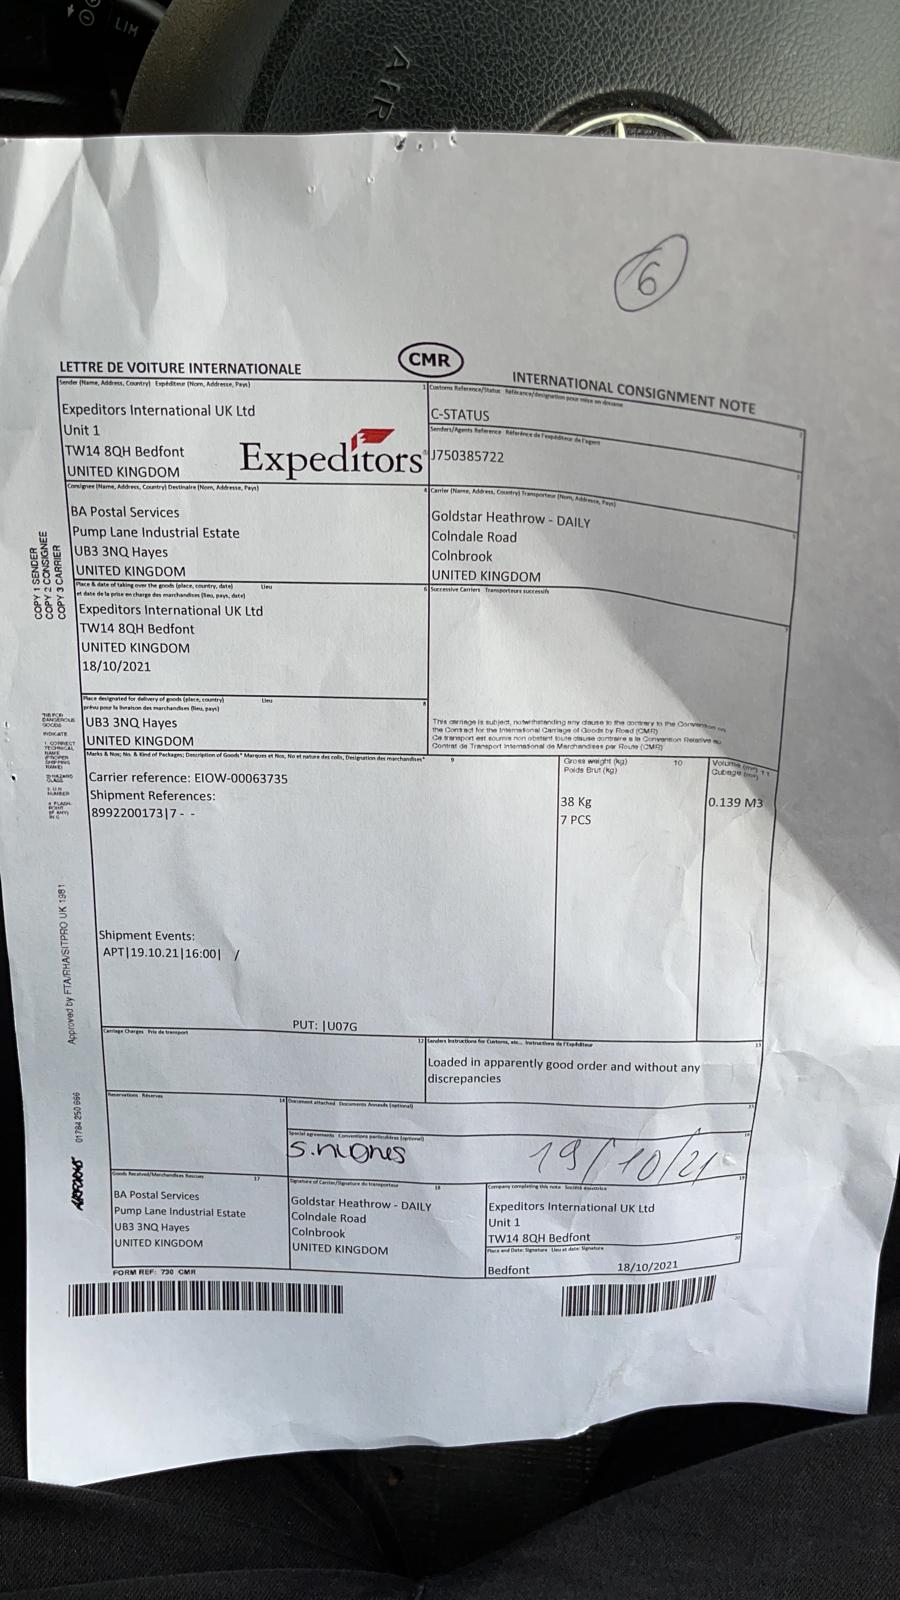 LIM
AIR
6
CMR
LETTRE DE VOITURE INTERNATIONALE
INTERNATIONAL CONSIGNMENT NOTE
Sender (Name, Address, Country) Expéditeur (Nom, Addresse, Pays) 1
Expeditors International UK Ltd
Unit 1
TW14 8QH Bedfont
UNITED KINGDOM
Expeditors
Customs Reference/Status Référance/designation pour mise en douane 2
C-STATUS
Senders/Agents Reference Référence de l'expéditeur de l'agent 3
J750385722
Consignee (Name, Address, Country) Destinaire (Nom, Addresse, Pays) 4
BA Postal Services
Pump Lane Industrial Estate
UB3 3NQ Hayes
UNITED KINGDOM
Carrier (Name, Address, Country) Transporteur (Nom, Addresse, Pays) 5
Goldstar Heathrow - DAILY
Colndale Road
Colnbrook
UNITED KINGDOM
Place & date of taking over the goods (place, country, date) Lieu 6
et date de la prise en charge des marchandises (lieu, pays, date)
Expeditors International UK Ltd
TW14 8QH Bedfont
UNITED KINGDOM
18/10/2021
Successive Carriers Transporteurs successifs 7
Place designated for delivery of goods (place, country) Lieu 8
prévu pour la livraison des marchandises (lieu, pays)
UB3 3NQ Hayes
UNITED KINGDOM
This carriage is subject, notwithstanding any clause to the contrary to the Convention on
the Contract for the International Carriage of Goods by Road (CMR)
Ce transport est soumis non obstent toute clause contraire a la Convention Relative au
Contrat de Transport International de Marchandises par Route (CMR)
COPY 1 SENDER
COPY 2 CONSIGNEE
COPY 3 CARRIER
Marks & Nos; No. & Kind of Packages; Description of Goods* Marques et Nos, No et nature des colis, Designation des marchandises* 9
Gross weight (kg) 10
Poids Brut (kg)
Carrier reference: EIOW-00063735
Shipment References:
8992200173|7 - -
38 Kg
7 PCS
0.139 M3
Shipment Events:
APT|19.10.21|16:00| /
PUT: |U07G
Carriage Charges Prix de transport 12
Senders Instructions for Customs, etc... Instructions de l'Expéditeur 13
Loaded in apparently good order and without any
discrepancies
Reservations Réserves 14
Document attached Documents Annexés (optional) 15
Special agreements Conventions particulières (optional)
19/10/21
Goods Received/Marchandises Recues 17
BA Postal Services
Pump Lane Industrial Estate
UB3 3NQ Hayes
UNITED KINGDOM
Signature of Carrier/Signature du transporteur 18
Goldstar Heathrow - DAILY
Colndale Road
Colnbrook
UNITED KINGDOM
Company completing this note 19
Expeditors International UK Ltd
Unit 1
TW14 8QH Bedfont
Place and Date: Signature Lieu et date: Signature 20
Bedfont 18/10/2021
FORM REF: 730 CMR
Approved by FTA/RHA/SITPRO UK 1981
01784 250 666
AIRFORMS